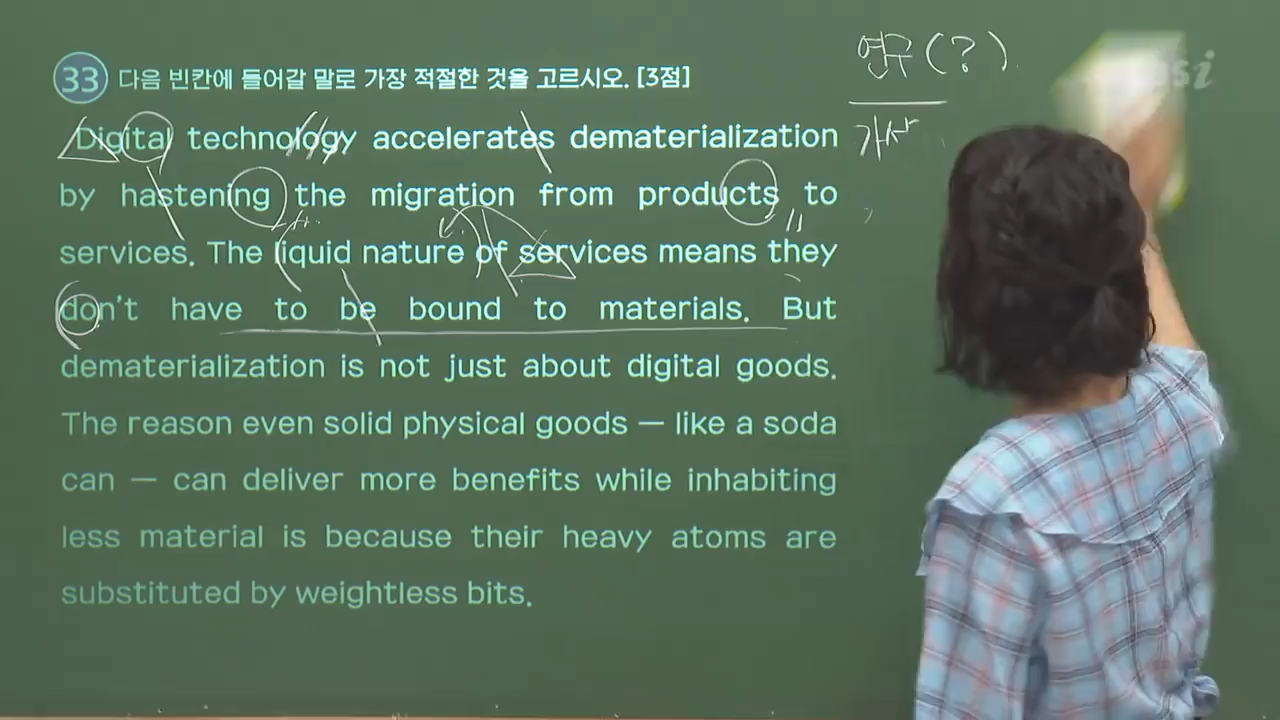 33 다음 빈칸에 들어갈 말로 가장 적절한 것을 고르시오. [3점]
Digital technology accelerates dematerialization
by hastening the migration from products to
services. The liquid nature of services means they
don't have to be bound to materials. But
dematerialization is not just about digital goods.
The reason even solid physical goods — like a soda
can — can deliver more benefits while inhabiting
less material is because their heavy atoms are
substituted by weightless bits.
연구 (?)
가사